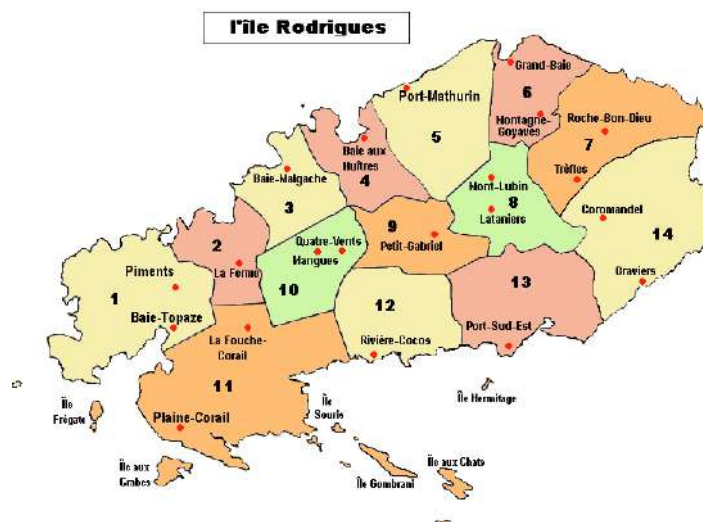 l'île Rodrigues
Grand-Baie
6
Port-Mathurin
Montagne-
Goyaves
Roche-Bon-Dieu
5
7
Baie aux
Huîtres
4
Trèfles
Baie-Malgache
Mont-Lubin
8
Lataniers
3
9
Petit-Gabriel
Commandel
14
2
La Ferme
Quatre-Vents
Mangues
10
Piments
1
13
Graviers
12
Baie-Topaze
La Fouche-
Corail
Rivière-Cocos
Port-Sud-Est
11
Île
Frégate
Plaine-Corail
Île
Souris
Île Hermitage
Île aux
Crabes
Île Gombrani
Île aux Chats